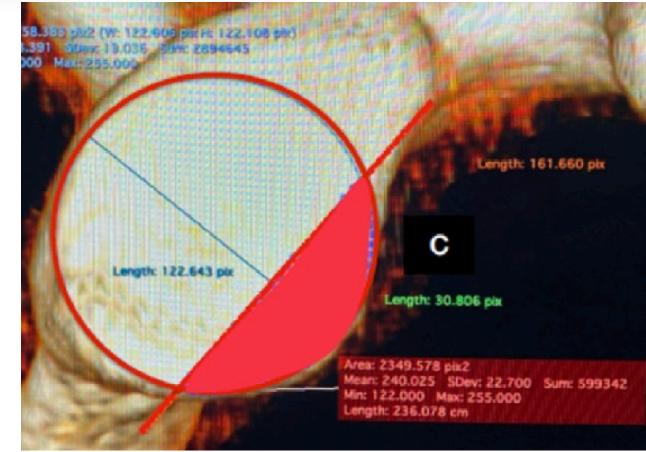 58.383 pix2 (W: 122.606 pix H: 122.108 pix)
.391 SDev: 19.036 Sum: 2894645
000 Max: 255.000
Length: 161.660 pix
C
Length: 122.643 pix
Length: 30.806 pix
Area: 2349.578 pix2
Mean: 240.025 SDev: 22.700 Sum: 599342
Min: 122.000 Max: 255.000
Length: 236.078 cm